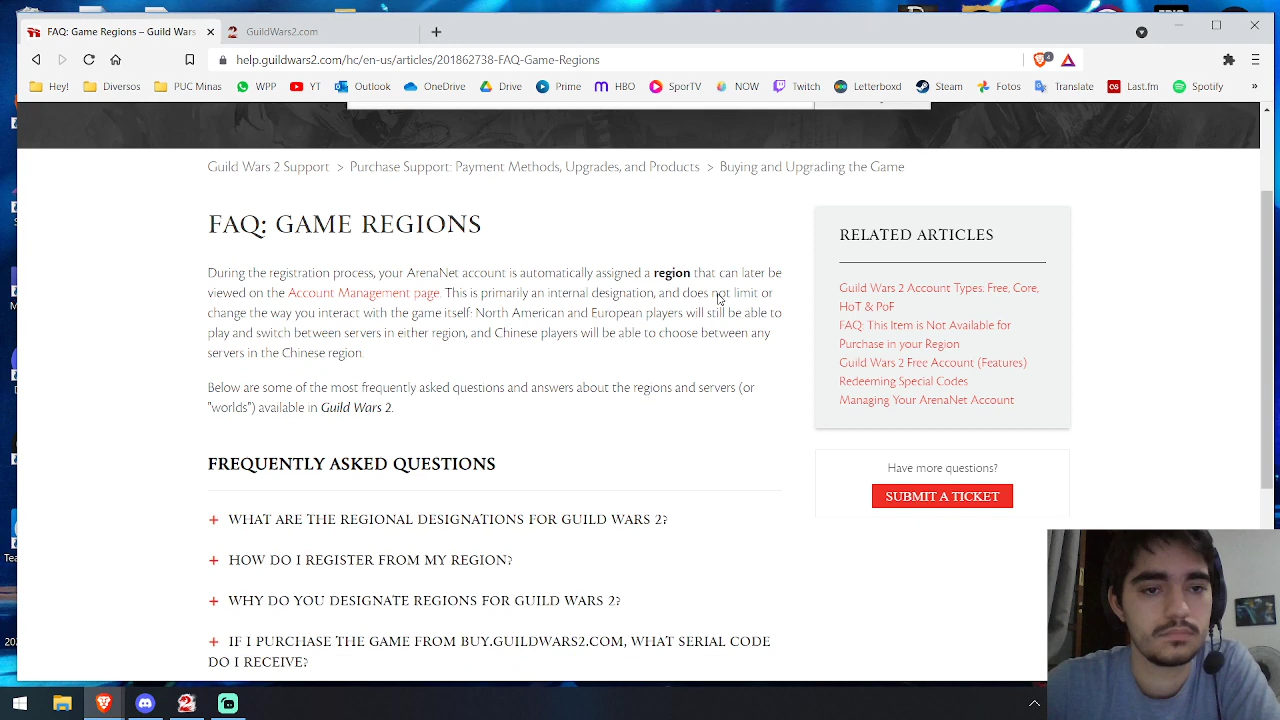 FAQ: Game Regions – Guild Wars
GuildWars2.com
help.guildwars2.com/hc/en-us/articles/201862738-FAQ-Game-Regions
4
Hey!
Diversos
PUC Minas
WPP
YT
Outlook
OneDrive
Drive
Prime
HBO
SporTV
NOW
Twitch
Letterboxd
Steam
Fotos
Translate
Last.fm
Spotify
»
Guild Wars 2 Support > Purchase Support: Payment Methods, Upgrades, and Products > Buying and Upgrading the Game
FAQ: GAME REGIONS
During the registration process, your ArenaNet account is automatically assigned a region that can later be
viewed on the Account Management page. This is primarily an internal designation, and does not limit or
change the way you interact with the game itself: North American and European players will still be able to
play and switch between servers in either region, and Chinese players will be able to choose between any
servers in the Chinese region.
Below are some of the most frequently asked questions and answers about the regions and servers (or
"worlds") available in Guild Wars 2.
FREQUENTLY ASKED QUESTIONS
+ WHAT ARE THE REGIONAL DESIGNATIONS FOR GUILD WARS 2?
+ HOW DO I REGISTER FROM MY REGION?
+ WHY DO YOU DESIGNATE REGIONS FOR GUILD WARS 2?
+ IF I PURCHASE THE GAME FROM BUY.GUILDWARS2.COM, WHAT SERIAL CODE
DO I RECEIVE?
RELATED ARTICLES
Guild Wars 2 Account Types: Free, Core,
HoT & PoF
FAQ: This Item is Not Available for
Purchase in your Region
Guild Wars 2 Free Account (Features)
Redeeming Special Codes
Managing Your ArenaNet Account
Have more questions?
SUBMIT A TICKET